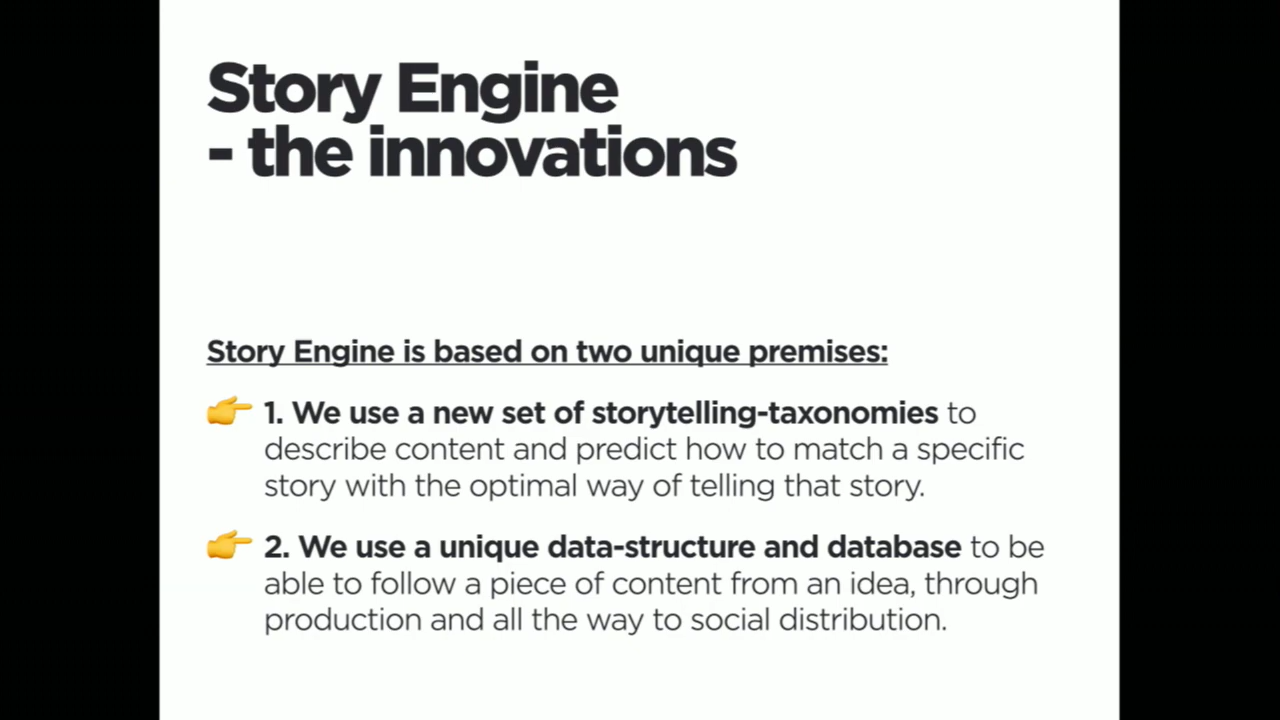 Story Engine
- the innovations
Story Engine is based on two unique premises:
👉 1. We use a new set of storytelling-taxonomies to
describe content and predict how to match a specific
story with the optimal way of telling that story.
👉 2. We use a unique data-structure and database to be
able to follow a piece of content from an idea, through
production and all the way to social distribution.